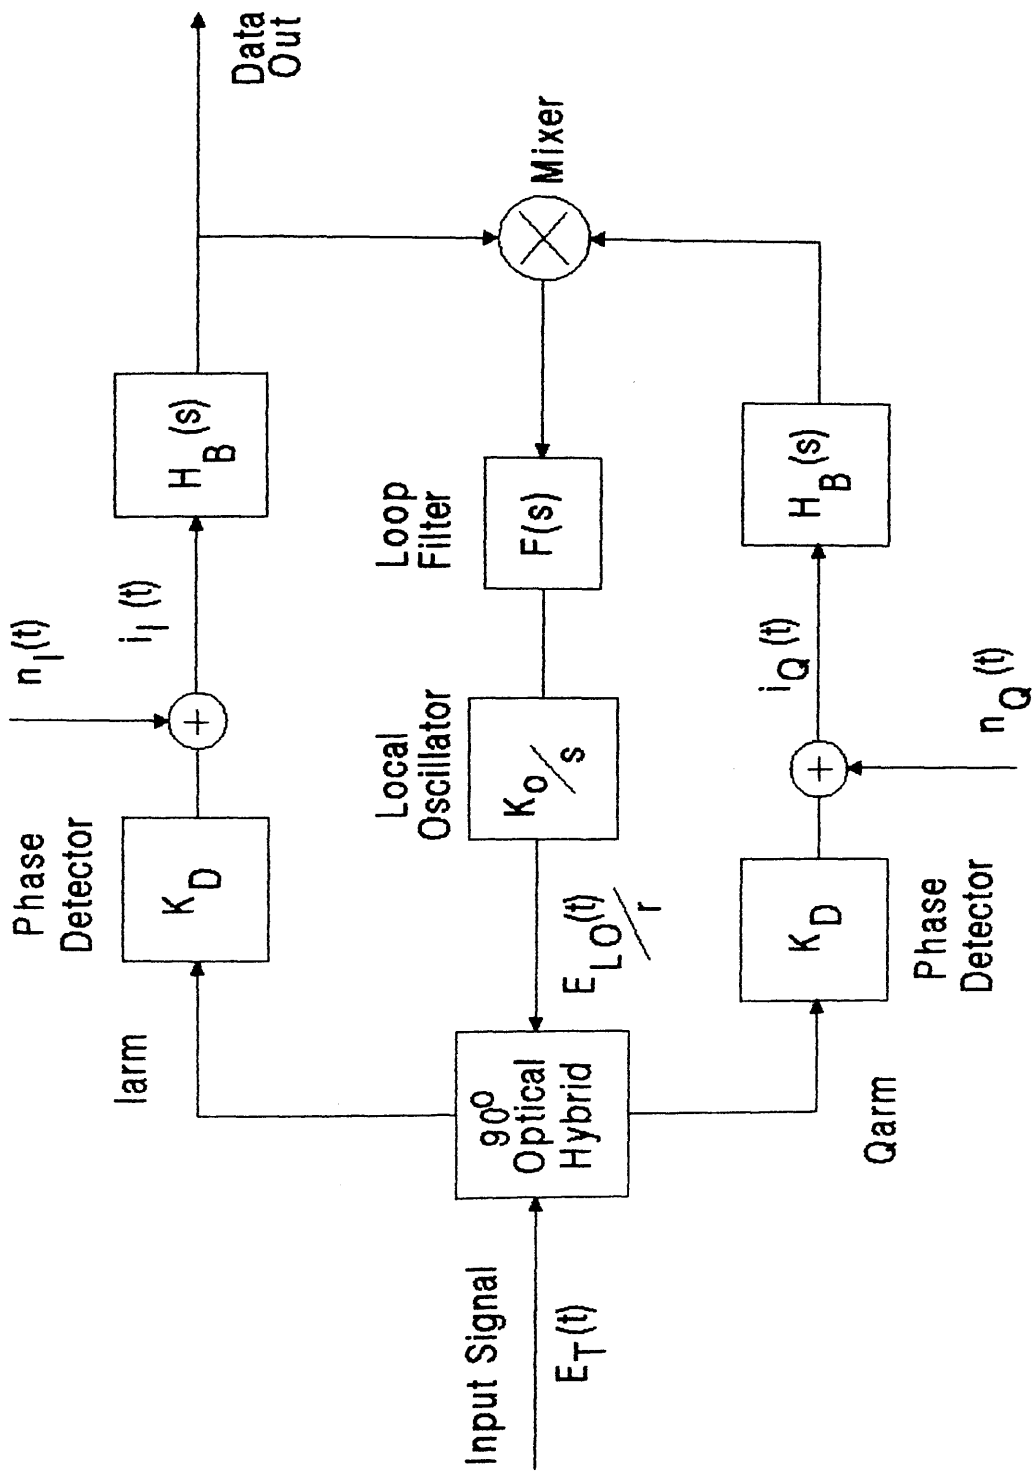 Input Signal
E_T(t)
90°
Optical
Hybrid
Iarm
Qarm
Phase
Detector
K_D
n_I(t)
+
i_I(t)
H_B(s)
Data
Out
E_LO(t)/r
Local
Oscillator
K_O/s
Loop
Filter
F(s)
Mixer
K_D
Phase
Detector
+
n_Q(t)
i_Q(t)
H_B(s)